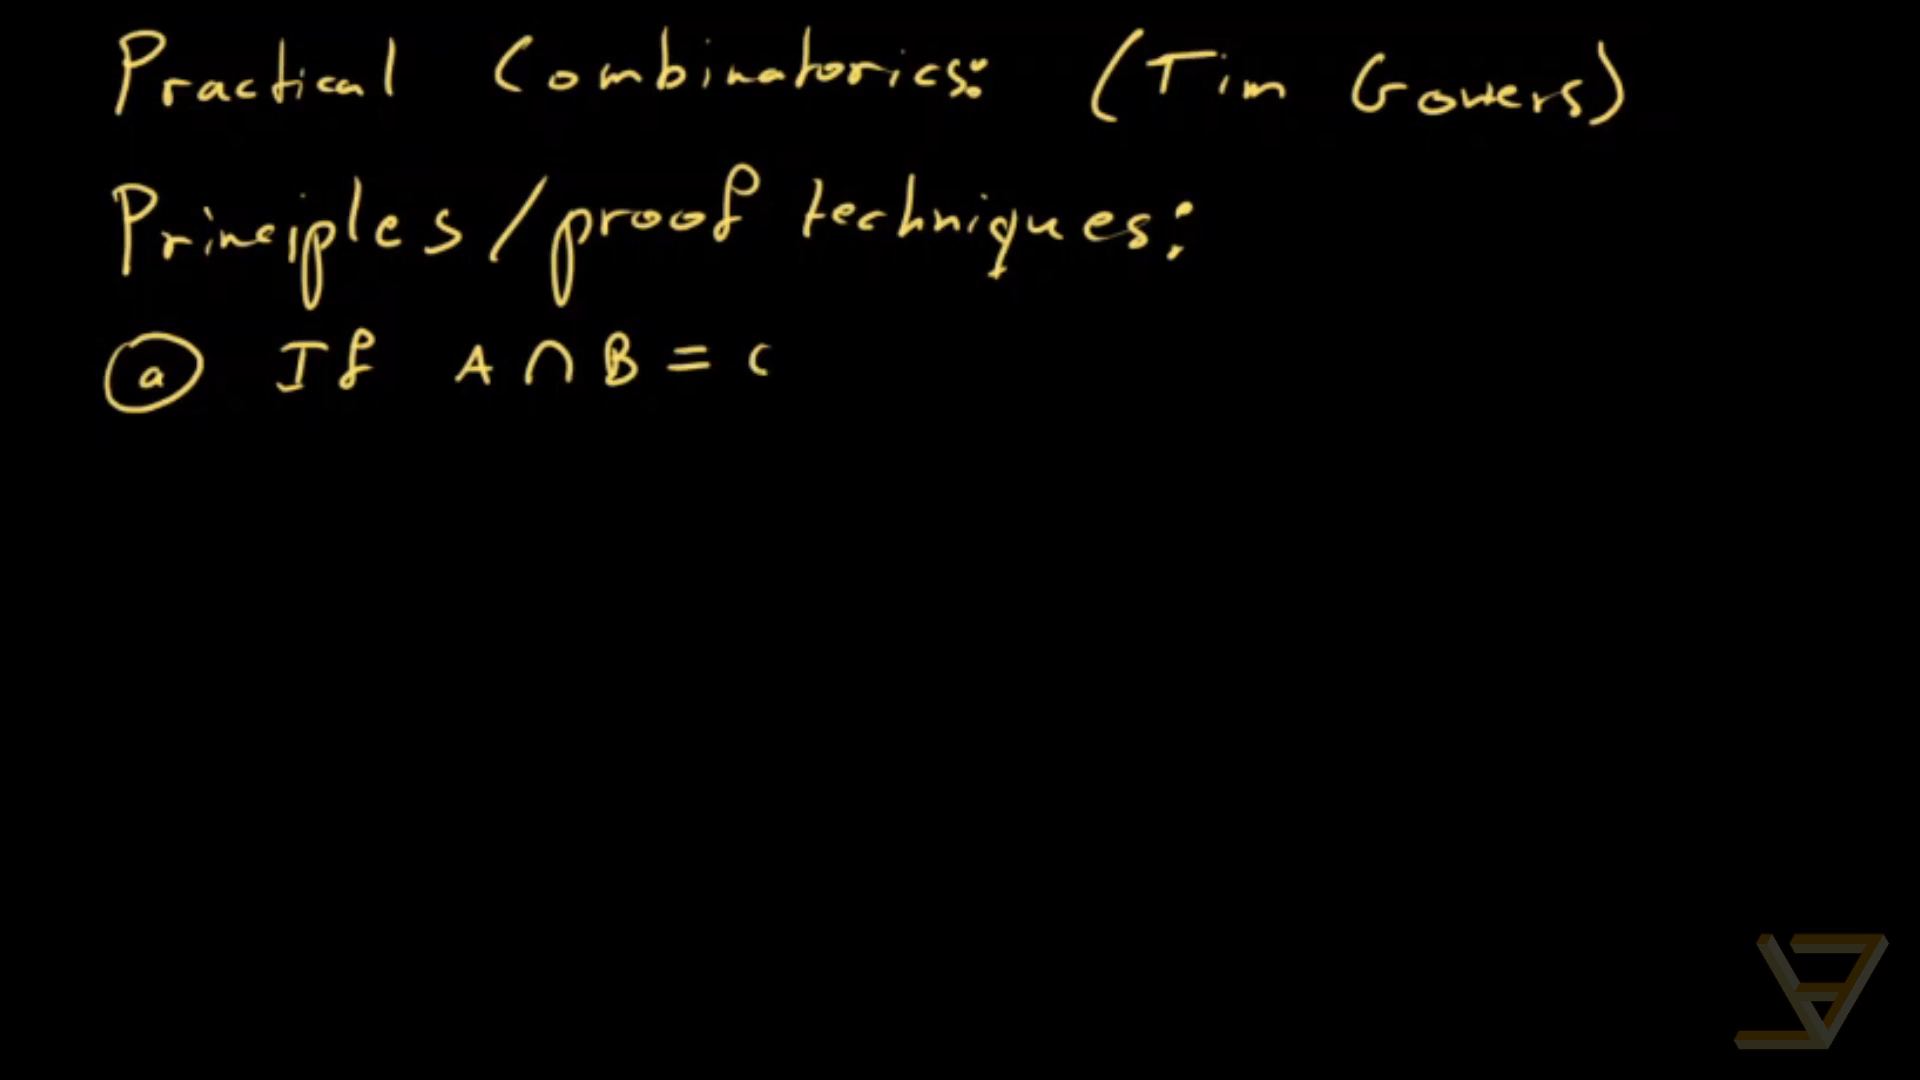 Practical Combinatorics: (Tim Gowers)
Principles/proof techniques:
(a) If A ∩ B = c